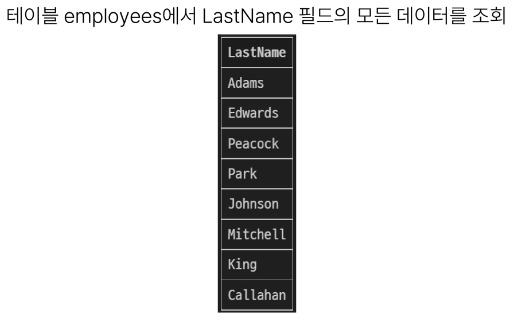 테이블 employees에서 LastName 필드의 모든 데이터를 조회
LastName
Adams
Edwards
Peacock
Park
Johnson
Mitchell
King
Callahan